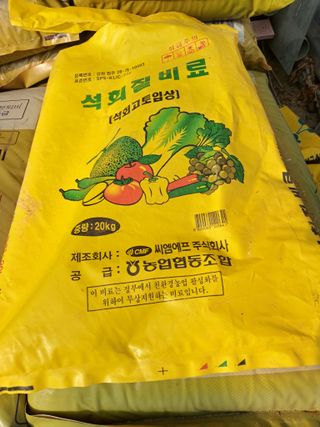 석회질비료
(석회고토입상)
중량 : 20kg
제조회사 : CMF 씨엠에프 주식회사
공 급 : 농업협동조합
이 비료는 정부에서 친환경농업 활성화를
위하여 무상지원하는 비료입니다.